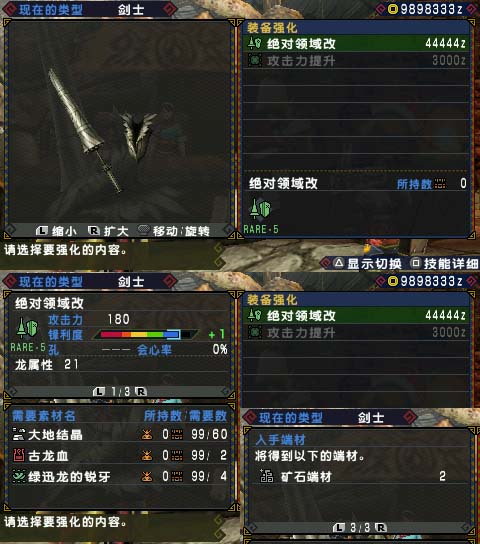 现在的类型 剑士
9898333z
装备强化
绝对领域改 44444z
攻击力提升 3000z
绝对领域改 所持数 0
RARE-5
L 缩小 R 扩大 移动/旋转
请选择要强化的内容。
△显示切换 □技能详细
现在的类型 剑士
9898333z
绝对领域改
攻击力 180
锋利度 +1
RARE-5 孔 --- 会心率 0%
龙属性 21
L 1/3 R
装备强化
绝对领域改 44444z
攻击力提升 3000z
需要素材名 所持数/需要数
大地结晶 0 99/60
古龙血 0 99/ 2
绿迅龙的锐牙 0 99/ 4
请选择要强化的内容。
现在的类型 剑士
入手端材
将得到以下的端材。
矿石端材 2
L 3/3 R